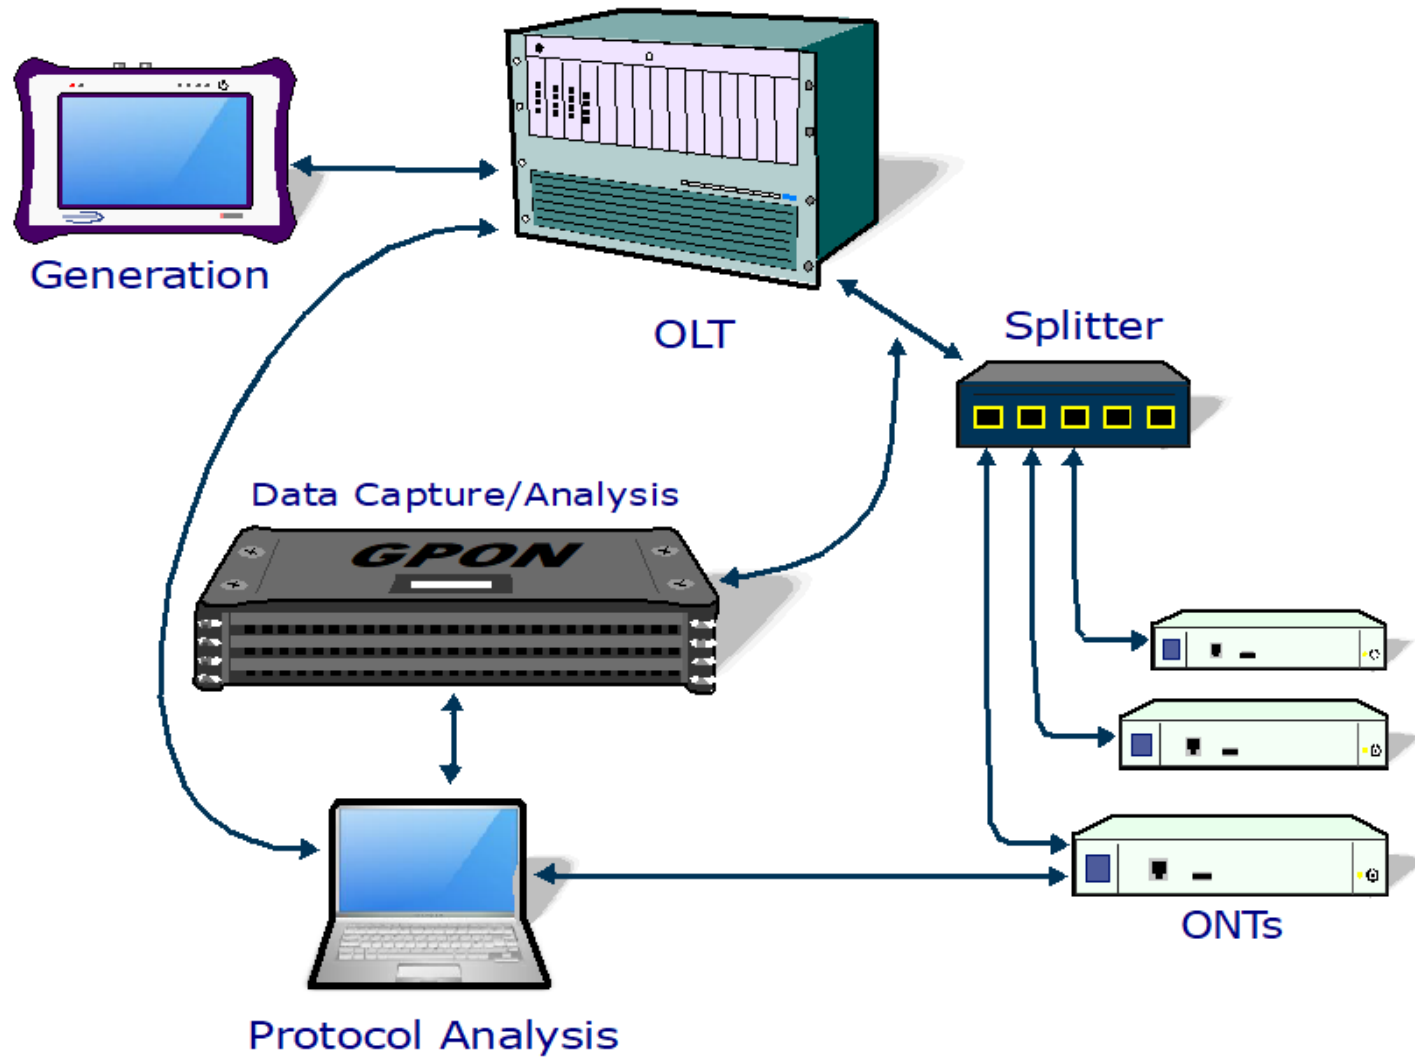 Generation
OLT
Splitter
Data Capture/Analysis
GPON
ONTs
Protocol Analysis